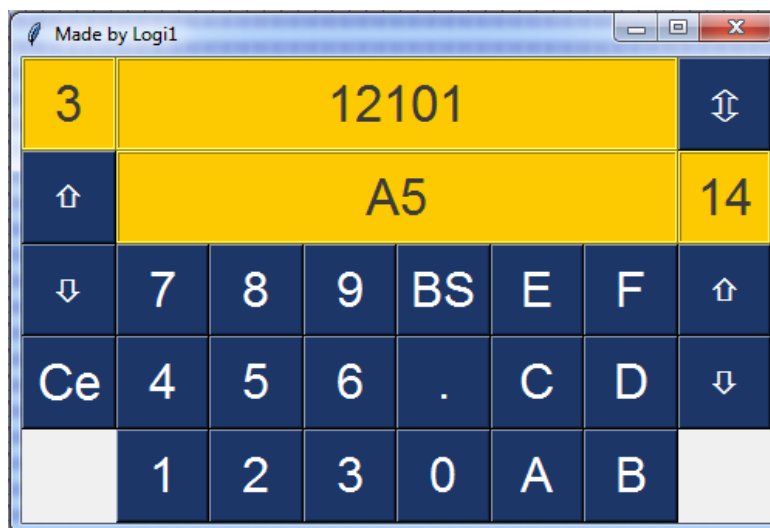 Made by Logi1
3 12101 ⇳
⇧ A5 14
⇩ 7 8 9 BS E F ⇧
Ce 4 5 6 . C D ⇩
1 2 3 0 A B